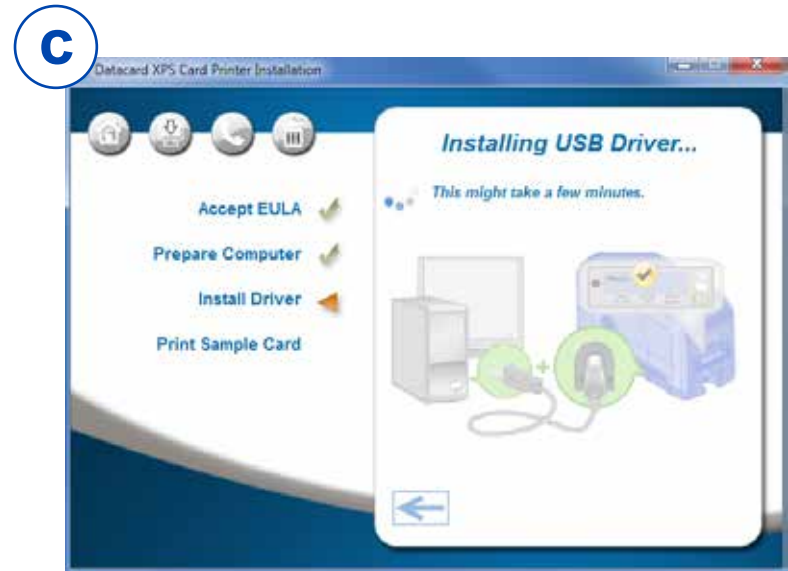 C
Datacard XPS Card Printer Installation
Installing USB Driver...
This might take a few minutes.
Accept EULA
Prepare Computer
Install Driver
Print Sample Card